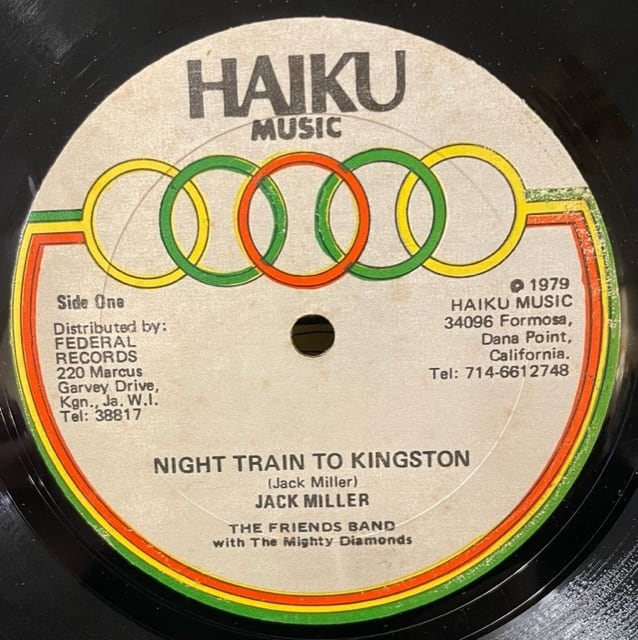 HAIKU
MUSIC
Side One
Distributed by:
FEDERAL
RECORDS
220 Marcus
Garvey Drive,
Kgn., Ja. W.I.
Tel: 38817
℗ 1979
HAIKU MUSIC
34096 Formosa,
Dana Point,
California.
Tel: 714-6612748
NIGHT TRAIN TO KINGSTON
(Jack Miller)
JACK MILLER
THE FRIENDS BAND
with The Mighty Diamonds